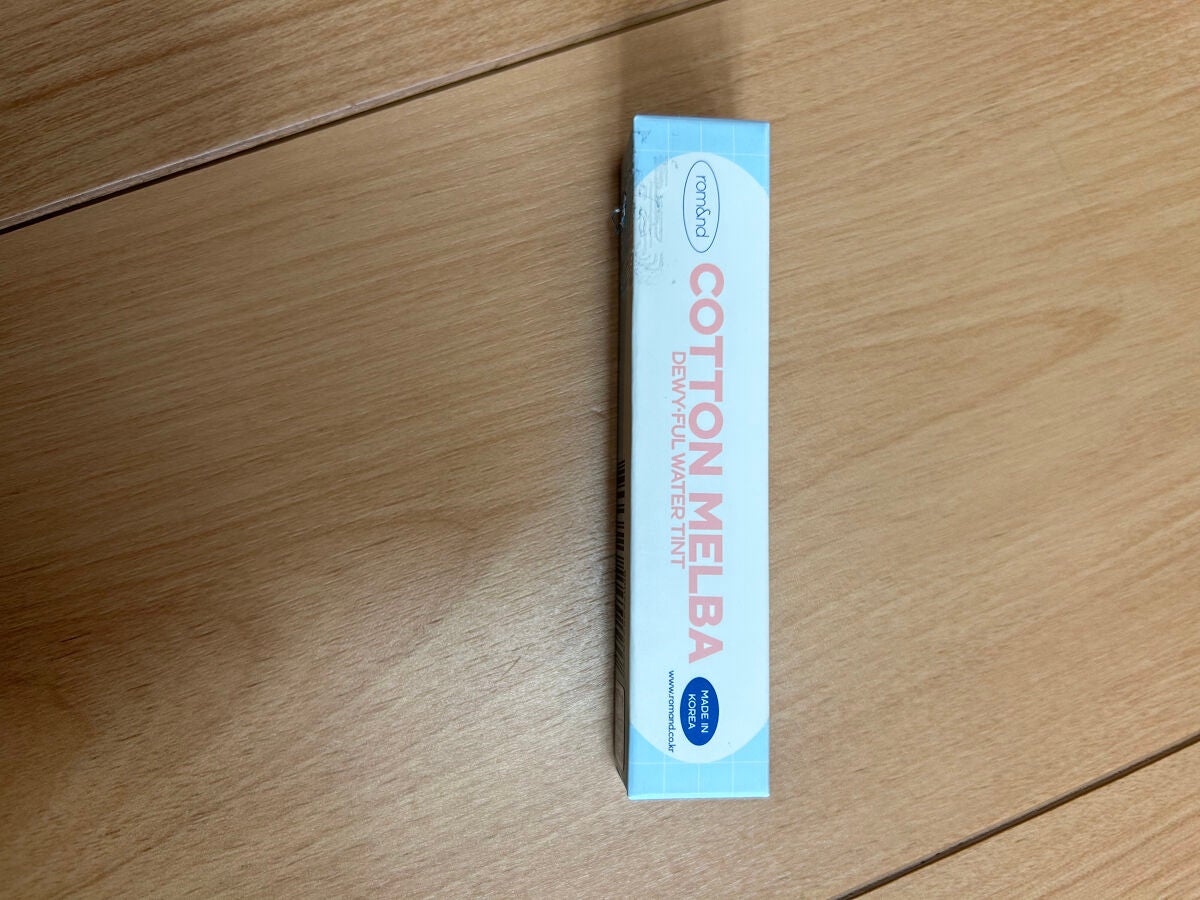 rom&nd
COTTON MELBA
DEWY·FUL WATER TINT
MADE IN
KOREA
www.romand.co.kr